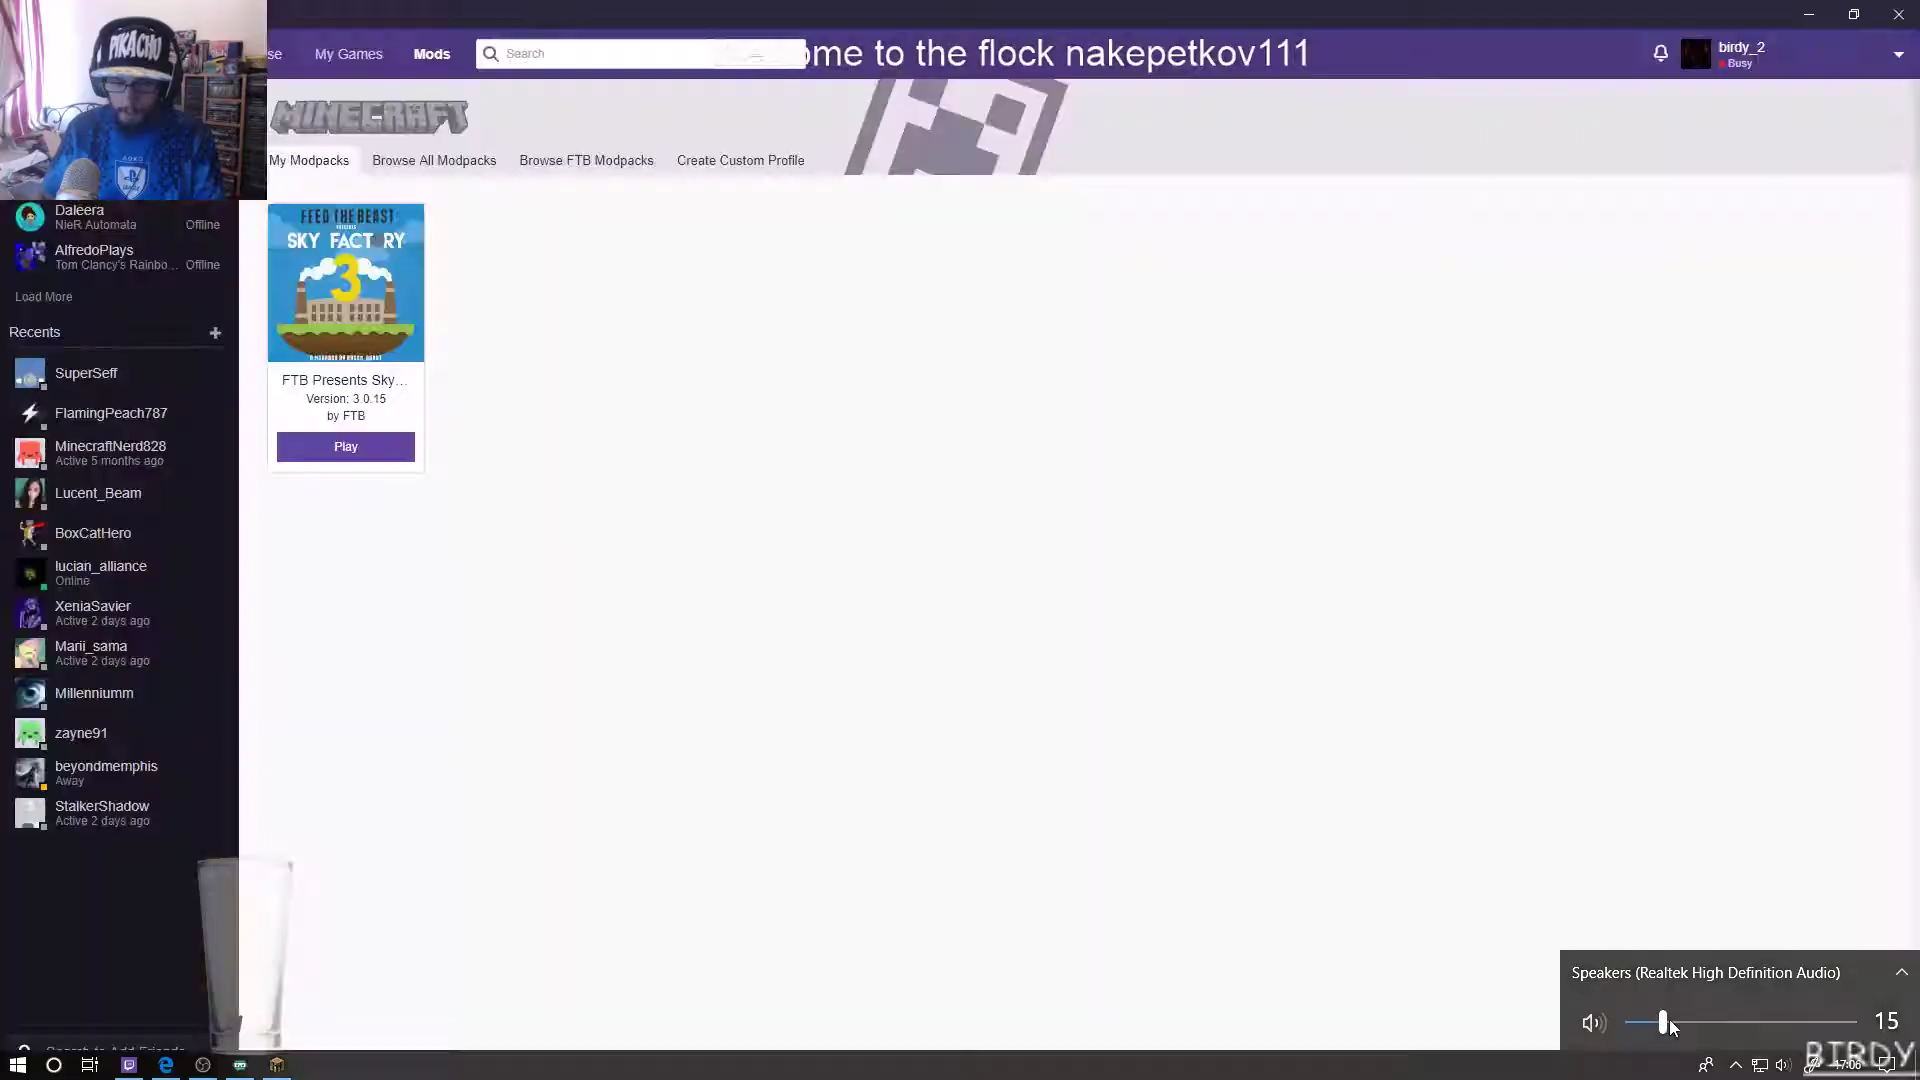 PIKACHU
se
My Games
Mods
Search
ome to the flock nakepetkov111
birdy_2
Busy
MINECRAFT
My Modpacks
Browse All Modpacks
Browse FTB Modpacks
Create Custom Profile
Daleera
NieR Automata
Offline
AlfredoPlays
Tom Clancy's Rainbo...
Offline
Load More
Recents
SuperSeff
FlamingPeach787
MinecraftNerd828
Active 5 months ago
Lucent_Beam
BoxCatHero
lucian_alliance
Online
XeniaSavier
Active 2 days ago
Marii_sama
Active 2 days ago
Millenniumm
zayne91
beyondmemphis
Away
StalkerShadow
Active 2 days ago
FEED THE BEAST
PRESENTS
SKY FACT RY
3
FTB Presents Sky...
Version: 3.0.15
by FTB
Play
Speakers (Realtek High Definition Audio)
15
BIRDY
17:06